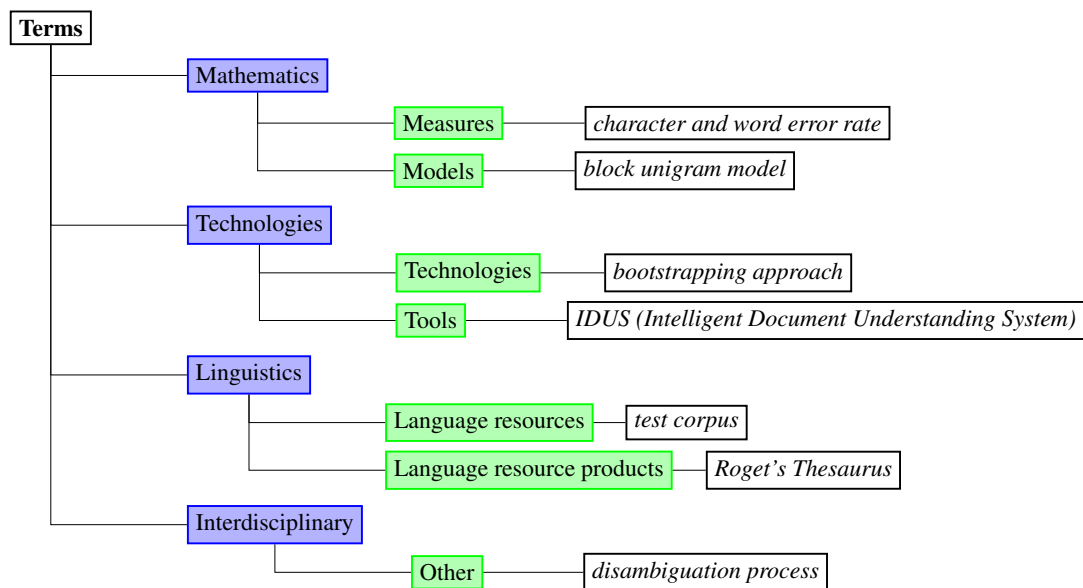 Terms
Mathematics
Measures
character and word error rate
Models
block unigram model
Technologies
Technologies
bootstrapping approach
Tools
IDUS (Intelligent Document Understanding System)
Linguistics
Language resources
test corpus
Language resource products
Roget's Thesaurus
Interdisciplinary
Other
disambiguation process